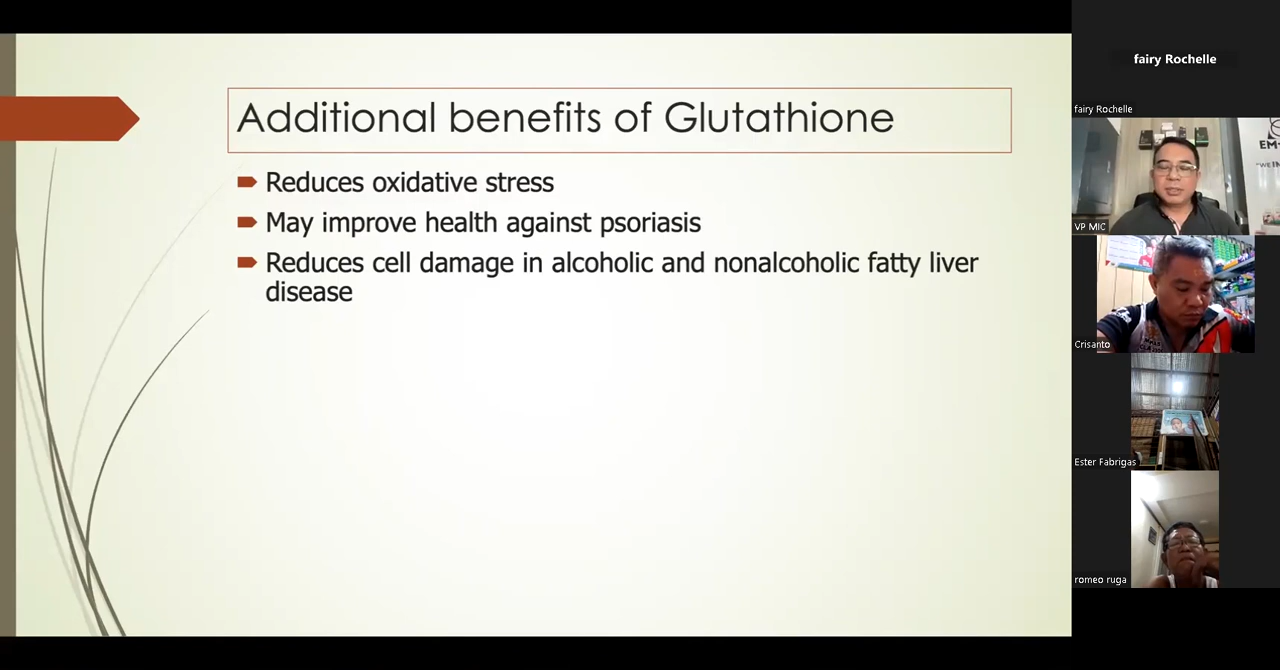 Additional benefits of Glutathione
Reduces oxidative stress
May improve health against psoriasis
Reduces cell damage in alcoholic and nonalcoholic fatty liver
disease
fairy Rochelle
fairy Rochelle
VP MIC
Crisanto
Ester Fabrigas
romeo ruga